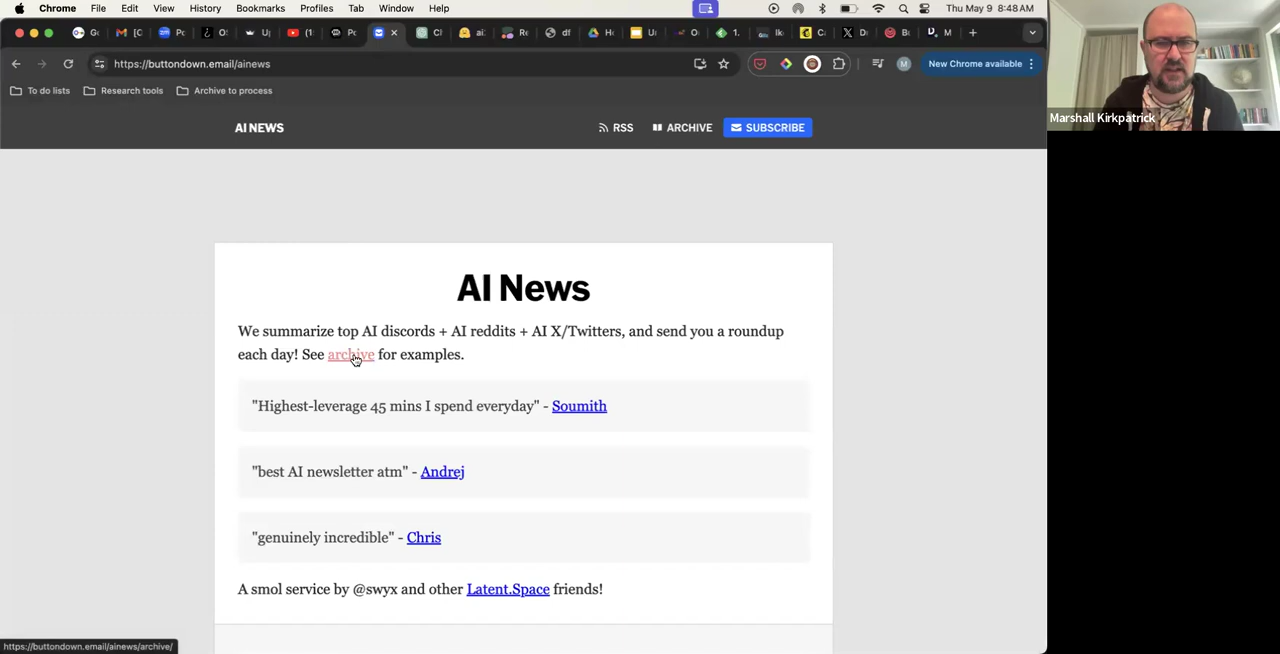 Chrome File Edit View History Bookmarks Profiles Tab Window Help Thu May 9 8:48 AM
https://buttondown.email/ainews New Chrome available
To do lists Research tools Archive to process
AI NEWS RSS ARCHIVE SUBSCRIBE
Marshall Kirkpatrick
AI News
We summarize top AI discords + AI reddits + AI X/Twitters, and send you a roundup
each day! See archive for examples.
"Highest-leverage 45 mins I spend everyday" - Soumith
"best AI newsletter atm" - Andrej
"genuinely incredible" - Chris
A smol service by @swyx and other Latent.Space friends!
https://buttondown.email/ainews/archive/